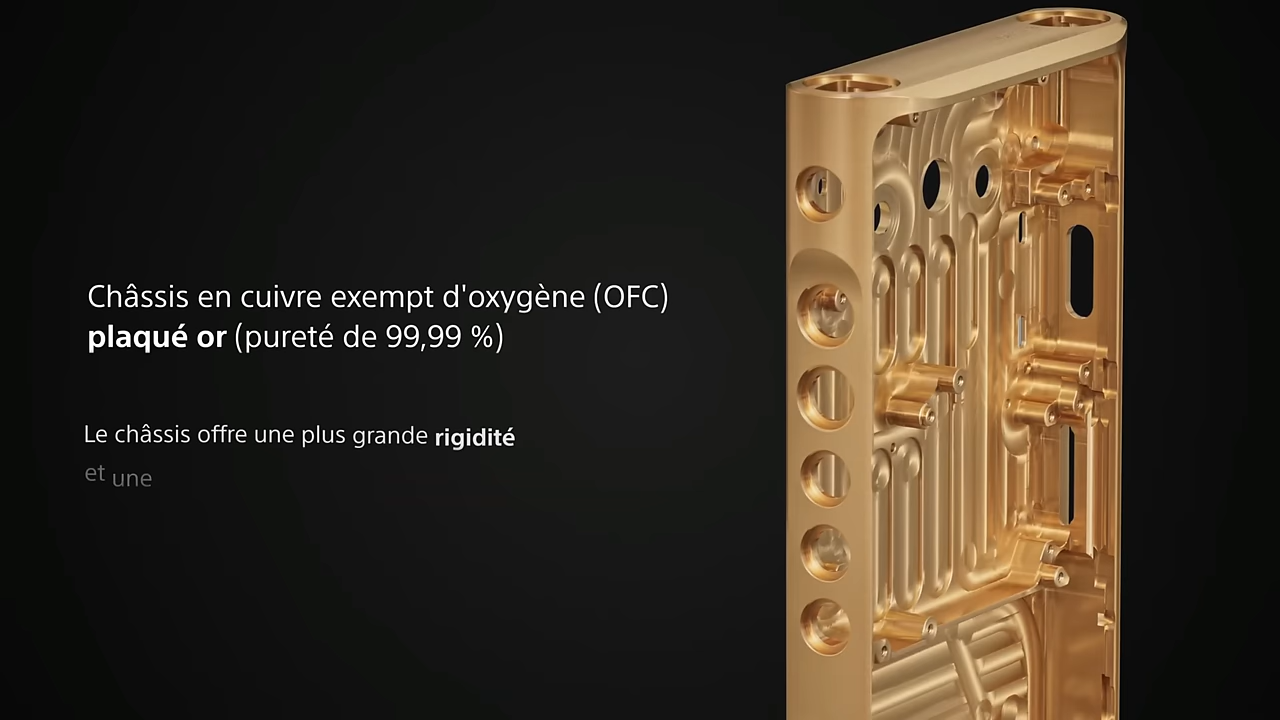 Châssis en cuivre exempt d'oxygène (OFC)
plaqué or (pureté de 99,99 %)
Le châssis offre une plus grande rigidité
et une